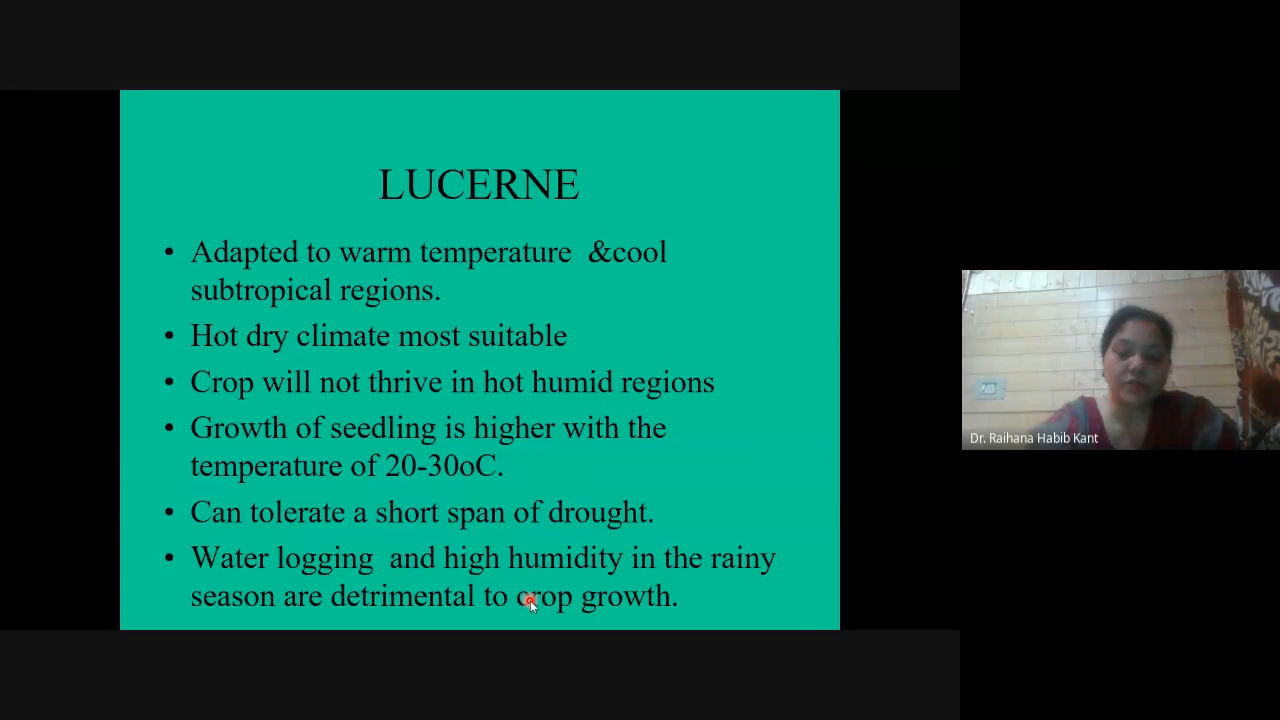 LUCERNE
• Adapted to warm temperature  &cool
subtropical regions.
• Hot dry climate most suitable
• Crop will not thrive in hot humid regions
• Growth of seedling is higher with the
temperature of 20-30oC.
• Can tolerate a short span of drought.
• Water logging  and high humidity in the rainy
season are detrimental to crop growth.
Dr. Raihana Habib Kant